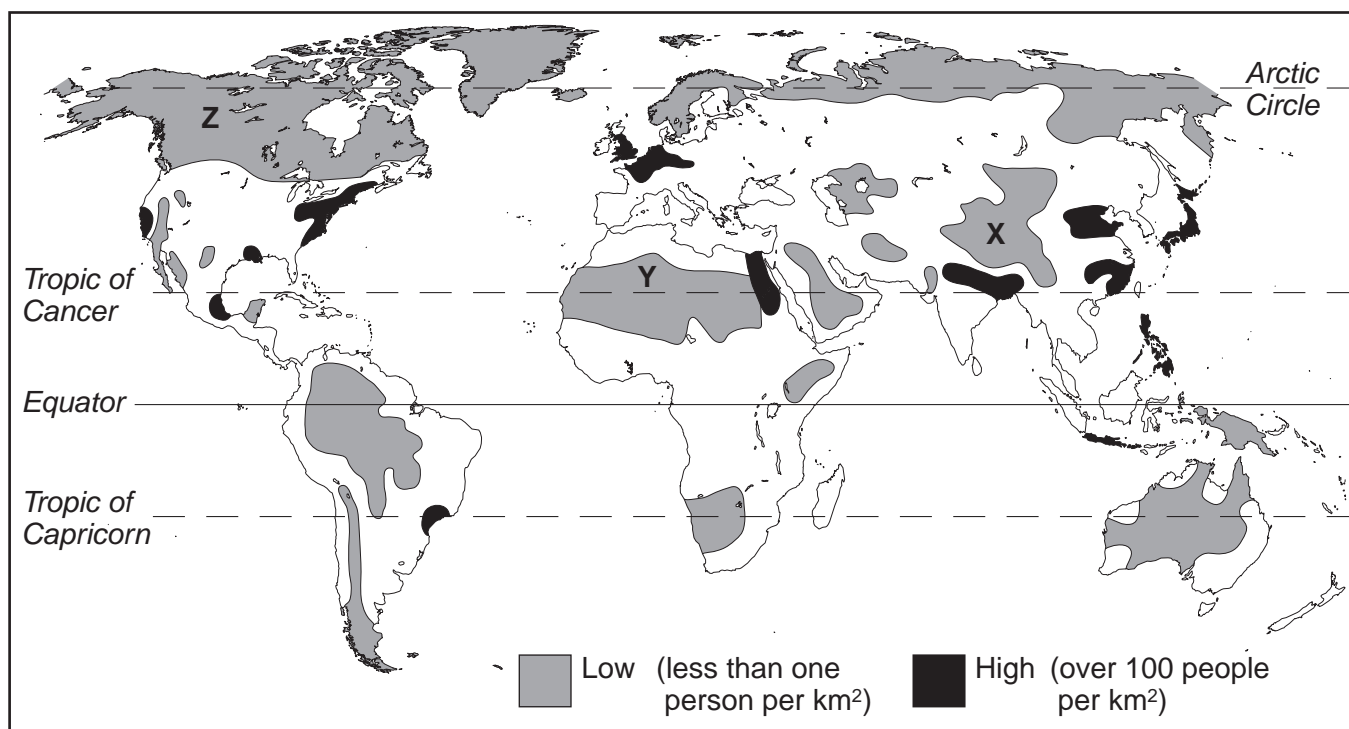 Arctic
Circle
Z
X
Y
Tropic of
Cancer
Equator
Tropic of
Capricorn
Low (less than one
person per km²)
High (over 100 people
per km²)